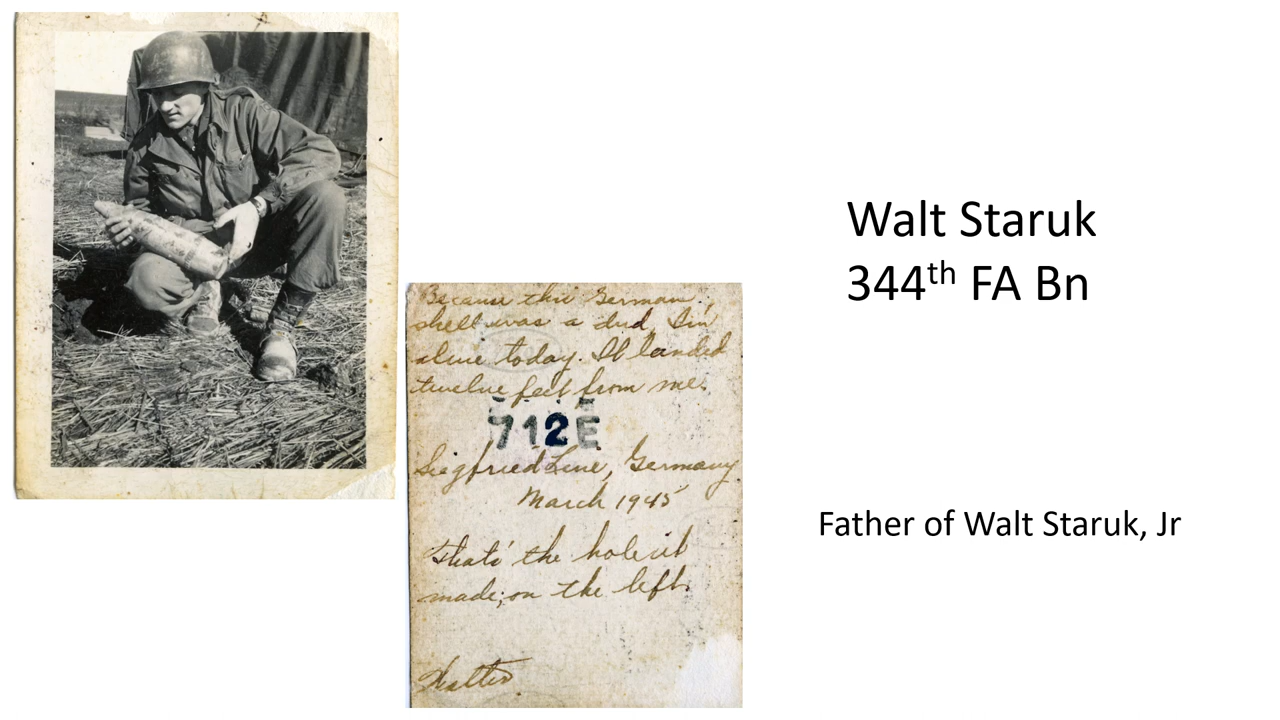 Because this German
shell was a dud, I'm
alive today. It landed
twelve feet from me.
712E
Siegfried Line, Germany
March 1945
That's the hole it
made; on the left.
Walter
Walt Staruk
344th FA Bn
Father of Walt Staruk, Jr